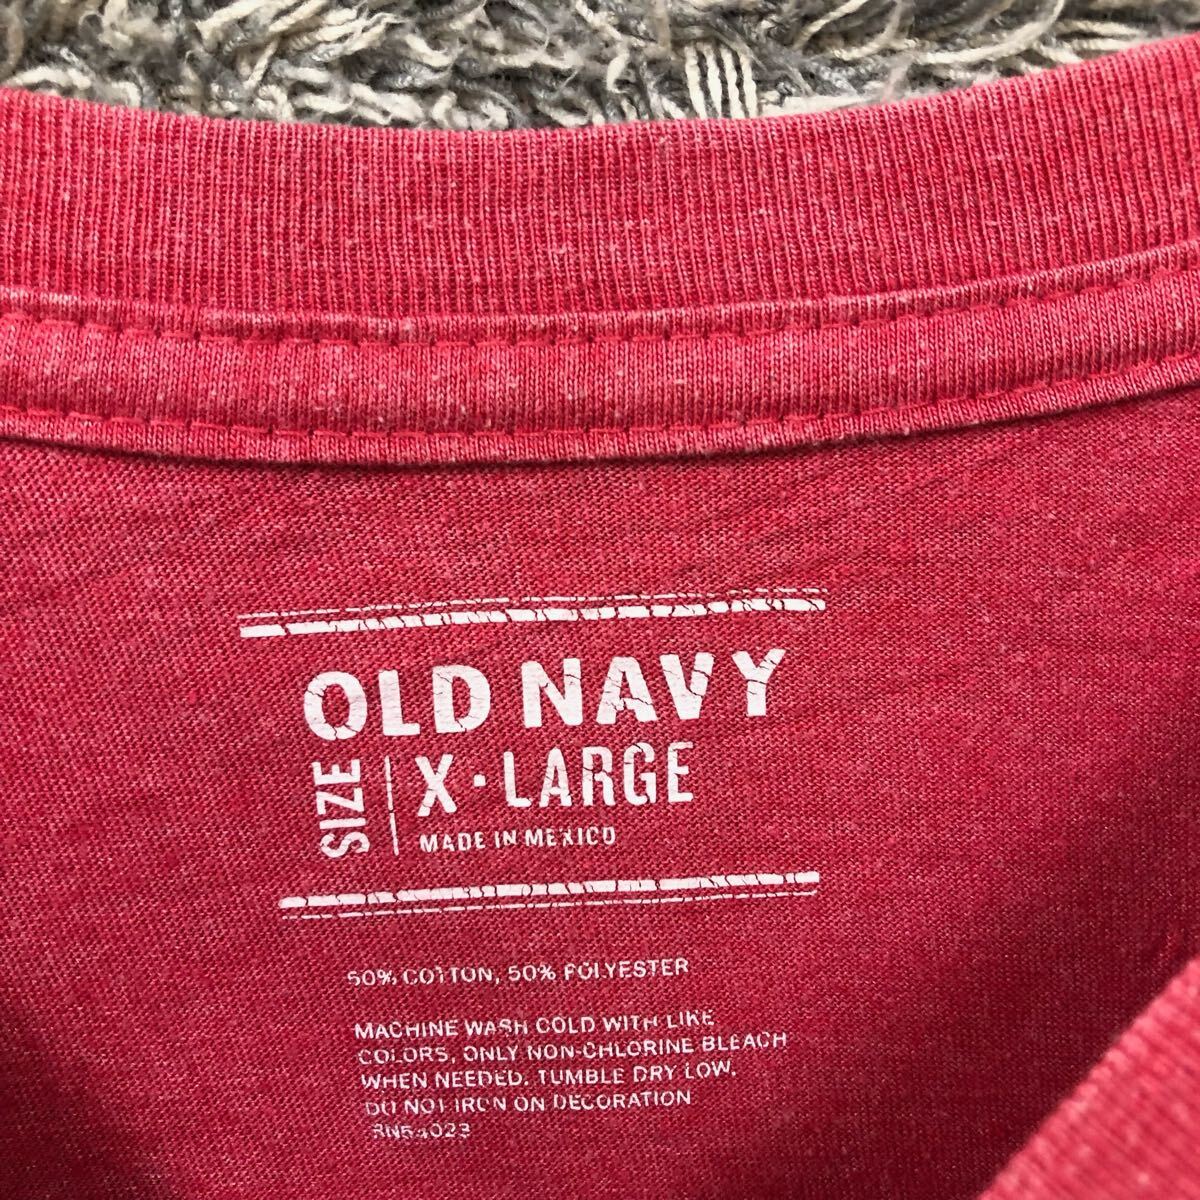 OLD NAVY
SIZE
X·LARGE
MADE IN MEXICO
50% COTTON, 50% POLYESTER
MACHINE WASH COLD WITH LIKE
COLORS, ONLY NON-CHLORINE BLEACH
WHEN NEEDED. TUMBLE DRY LOW.
DO NOT IRON ON DECORATION
RN54023